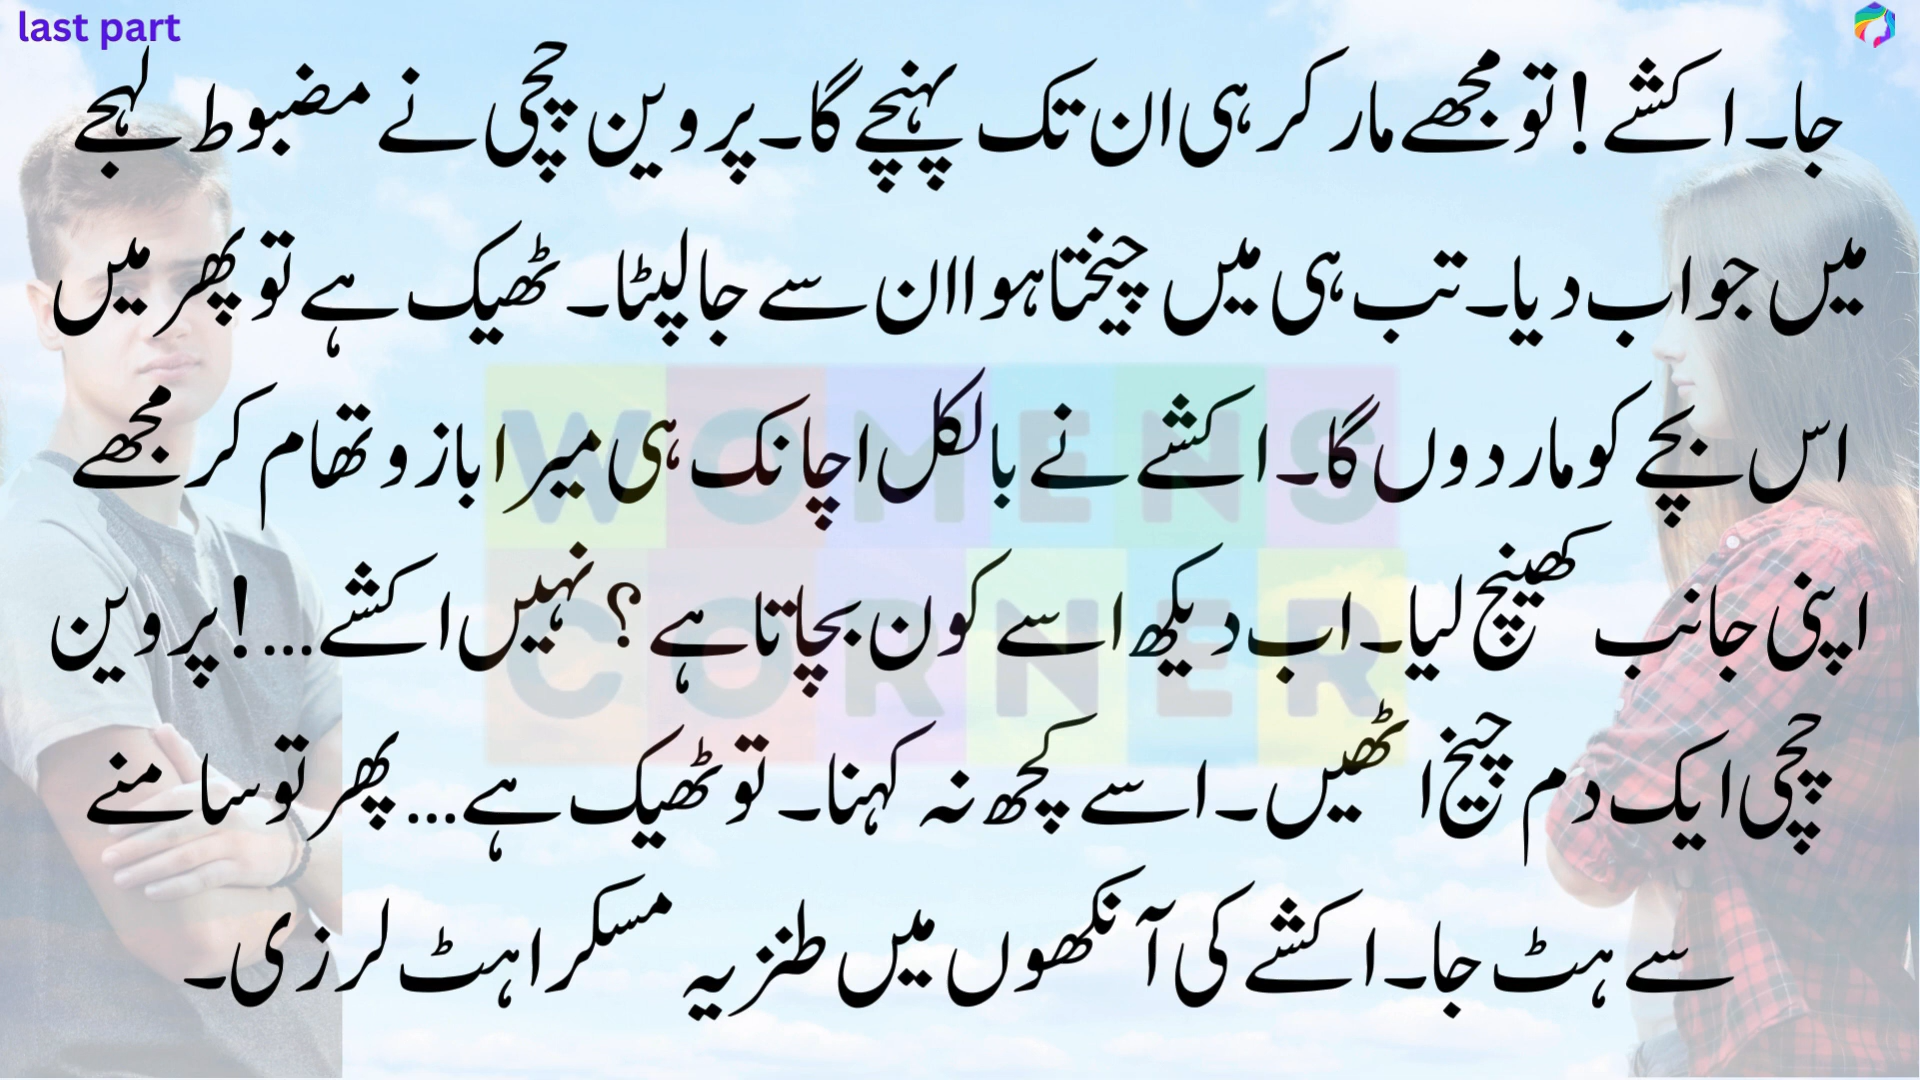 last part
جا۔ اکشے! تو مجھے مار کر ہی ان تک پہنچے گا۔ پروین چچی نے مضبوط لہجے
میں جواب دیا۔ تب ہی میں چیختا ہوا ان سے جا لپٹا۔ ٹھیک ہے تو پھر میں
اس بچے کو مار دوں گا۔ اکشے نے بالکل اچانک ہی میرا بازو تھام کر مجھے
اپنی جانب کھینچ لیا۔ اب دیکھ اسے کون بچاتا ہے؟ نہیں اکشے...! پروین
چچی ایک دم چیخ اٹھیں۔ اسے کچھ نہ کہنا۔ تو ٹھیک ہے... پھر تو سامنے
سے ہٹ جا۔ اکشے کی آنکھوں میں طنزیہ مسکراہٹ لرزی۔
WOMENS
CORNER